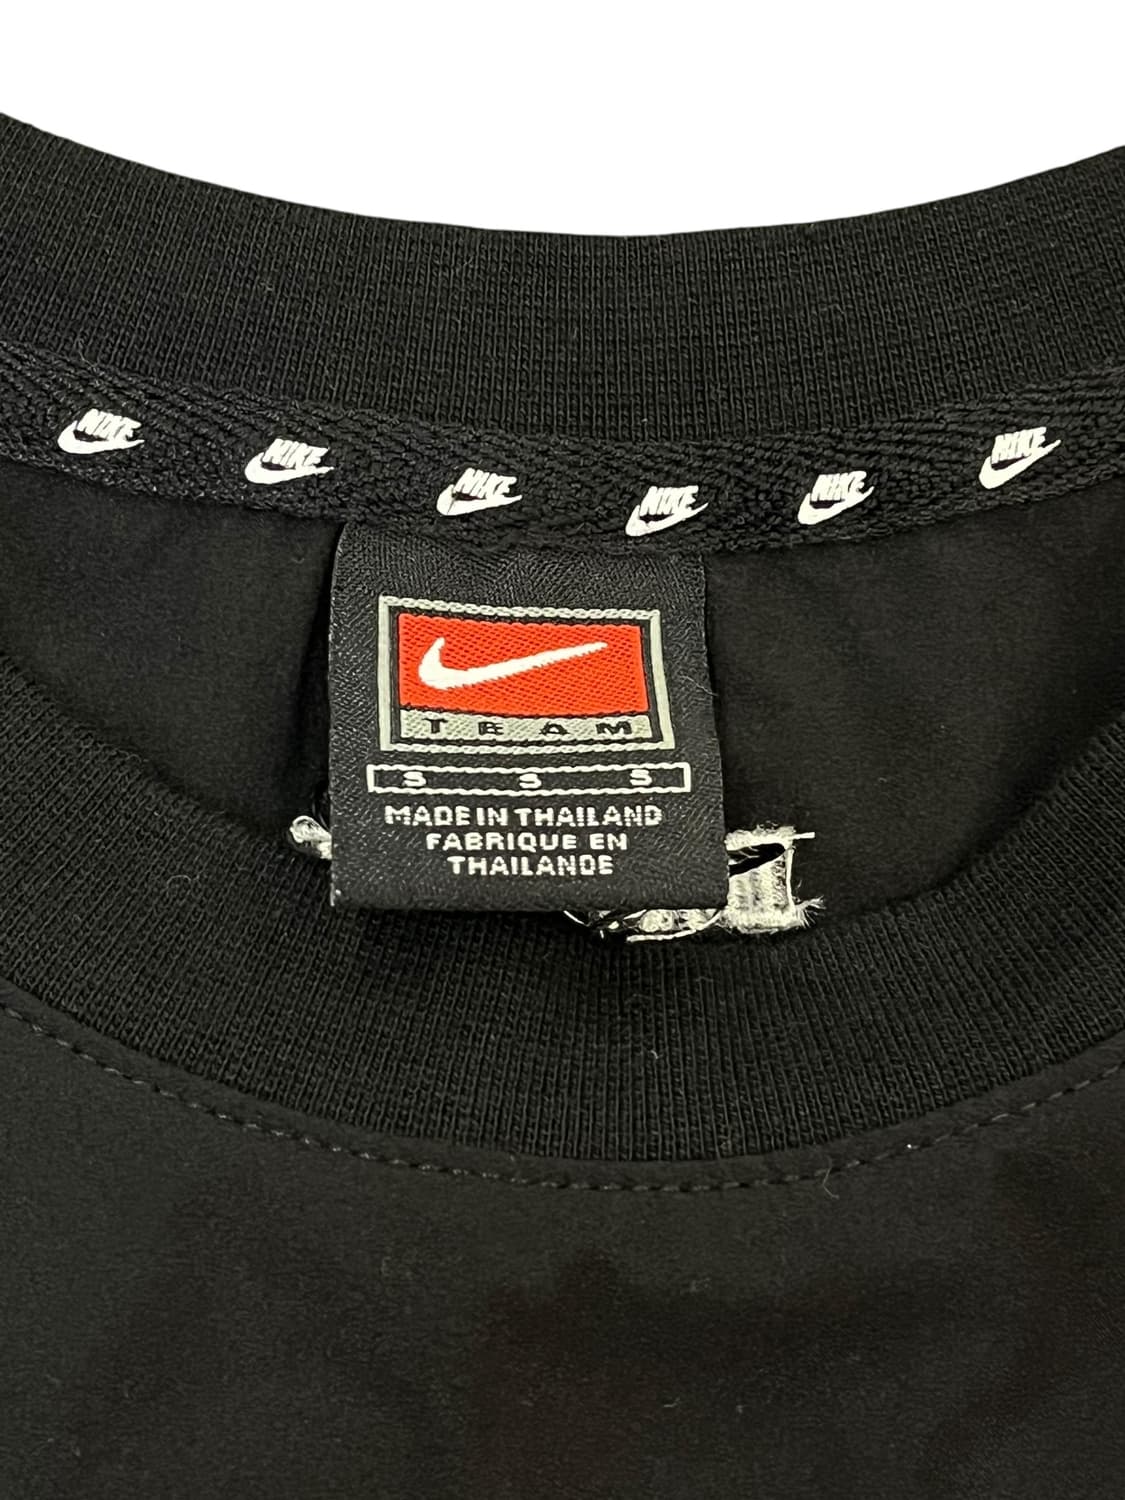 NIKE NIKE NIKE NIKE NIKE NIKE
TEAM
S S S
MADE IN THAILAND
FABRIQUE EN
THAILANDE